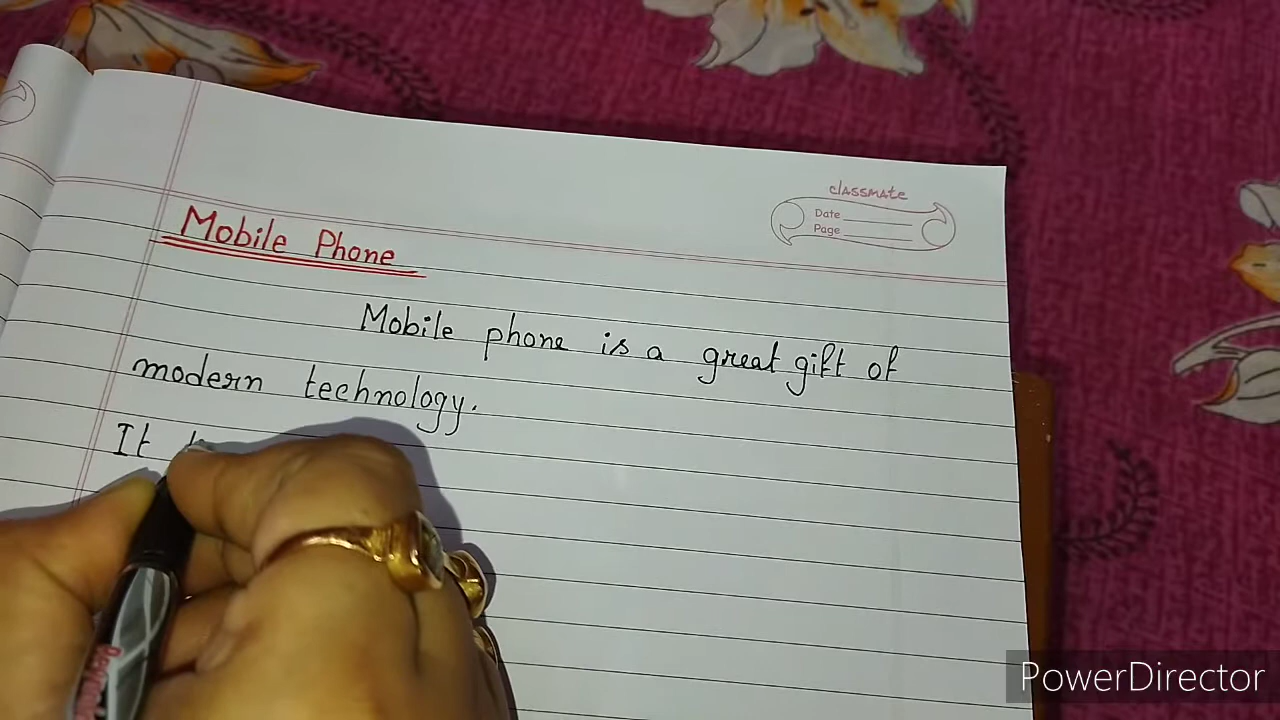 classmate
Date
Page
Mobile Phone
Mobile phone is a great gift of
modern technology.
It
PowerDirector